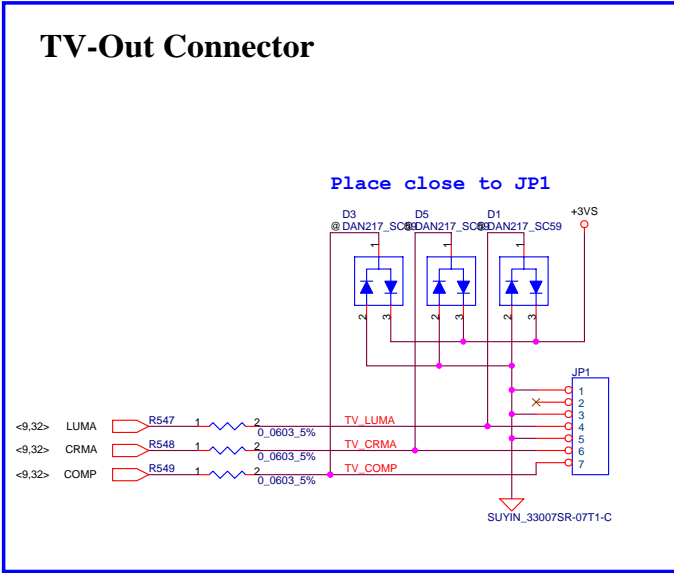 TV-Out Connector
Place close to JP1
D3 D5 D1 +3VS
@ DAN217_SC59 @ DAN217_SC59 @ DAN217_SC59
1 1 1
2 3 2 3 2 3
JP1
1
2
3
4
5
6
7
<9,32> LUMA R547 1 2 TV_LUMA
0_0603_5%
<9,32> CRMA R548 1 2 TV_CRMA
0_0603_5%
<9,32> COMP R549 1 2 TV_COMP
0_0603_5%
SUYIN_33007SR-07T1-C